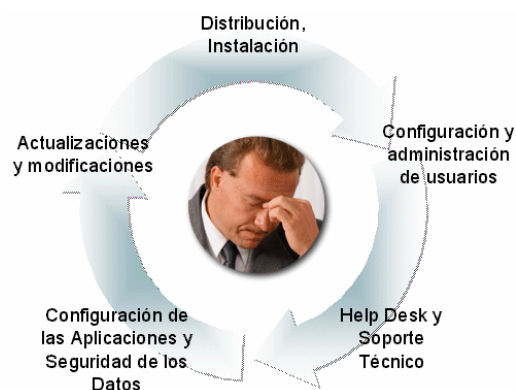 Distribución,
Instalación
Configuración y
administración
de usuarios
Help Desk y
Soporte
Técnico
Configuración de
las Aplicaciones y
Seguridad de los
Datos
Actualizaciones
y modificaciones